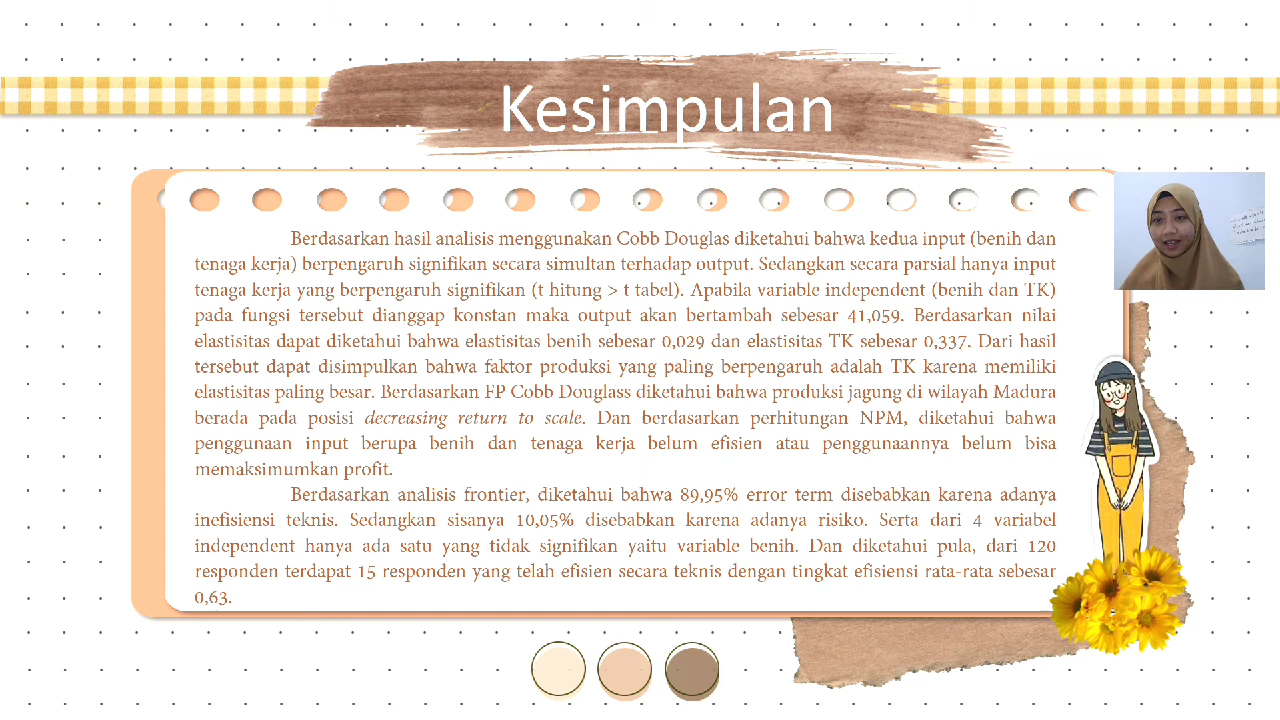 Kesimpulan
Berdasarkan hasil analisis menggunakan Cobb Douglas diketahui bahwa kedua input (benih dan
tenaga kerja) berpengaruh signifikan secara simultan terhadap output. Sedangkan secara parsial hanya input
tenaga kerja yang berpengaruh signifikan (t hitung > t tabel). Apabila variable independent (benih dan TK)
pada fungsi tersebut dianggap konstan maka output akan bertambah sebesar 41,059. Berdasarkan nilai
elastisitas dapat diketahui bahwa elastisitas benih sebesar 0,029 dan elastisitas TK sebesar 0,337. Dari hasil
tersebut dapat disimpulkan bahwa faktor produksi yang paling berpengaruh adalah TK karena memiliki
elastisitas paling besar. Berdasarkan FP Cobb Douglass diketahui bahwa produksi jagung di wilayah Madura
berada pada posisi decreasing return to scale. Dan berdasarkan perhitungan NPM, diketahui bahwa
penggunaan input berupa benih dan tenaga kerja belum efisien atau penggunaannya belum bisa
memaksimumkan profit.
Berdasarkan analisis frontier, diketahui bahwa 89,95% error term disebabkan karena adanya
inefisiensi teknis. Sedangkan sisanya 10,05% disebabkan karena adanya risiko. Serta dari 4 variabel
independent hanya ada satu yang tidak signifikan yaitu variable benih. Dan diketahui pula, dari 120
responden terdapat 15 responden yang telah efisien secara teknis dengan tingkat efisiensi rata-rata sebesar
0,63.